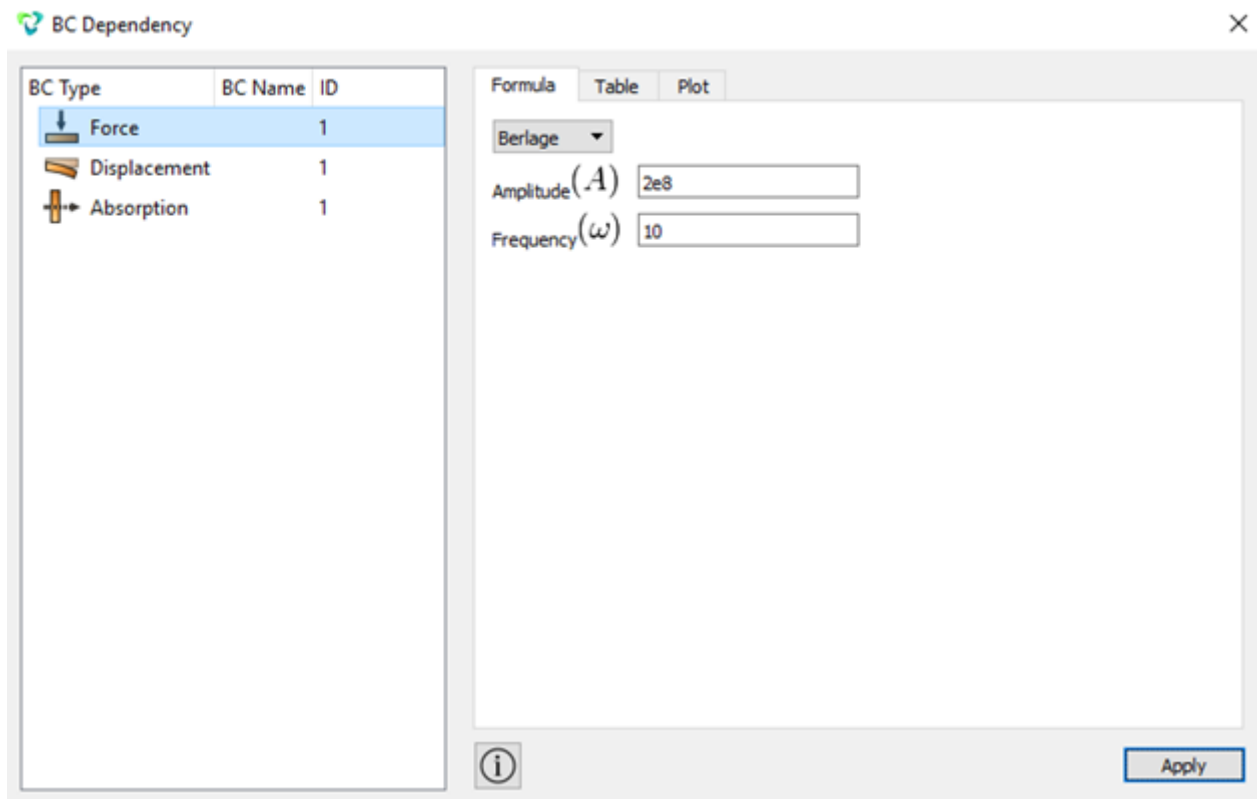 BC Dependency
BC Type BC Name ID
Force 1
Displacement 1
Absorption 1
Formula Table Plot
Berlage
Amplitude(A) 2e8
Frequency(ω) 10
Apply